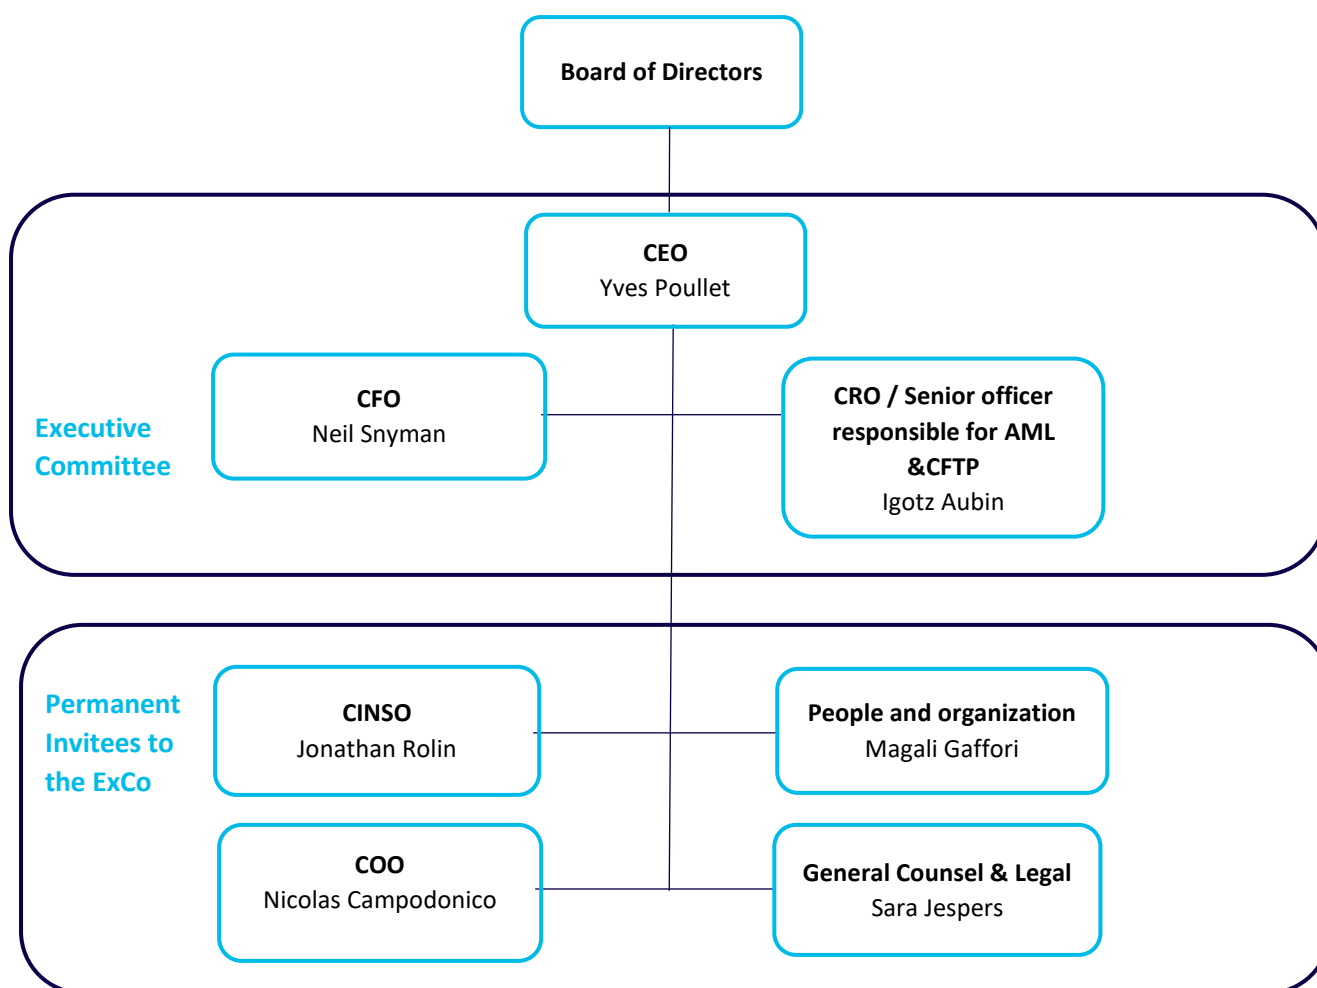 Board of Directors
CEO
Yves Poullet
CFO
Neil Snyman
CRO / Senior officer
responsible for AML
&CFTP
Igotz Aubin
Executive
Committee
Permanent
Invitees to
the ExCo
CINSO
Jonathan Rolin
People and organization
Magali Gaffori
COO
Nicolas Campodonico
General Counsel & Legal
Sara Jespers